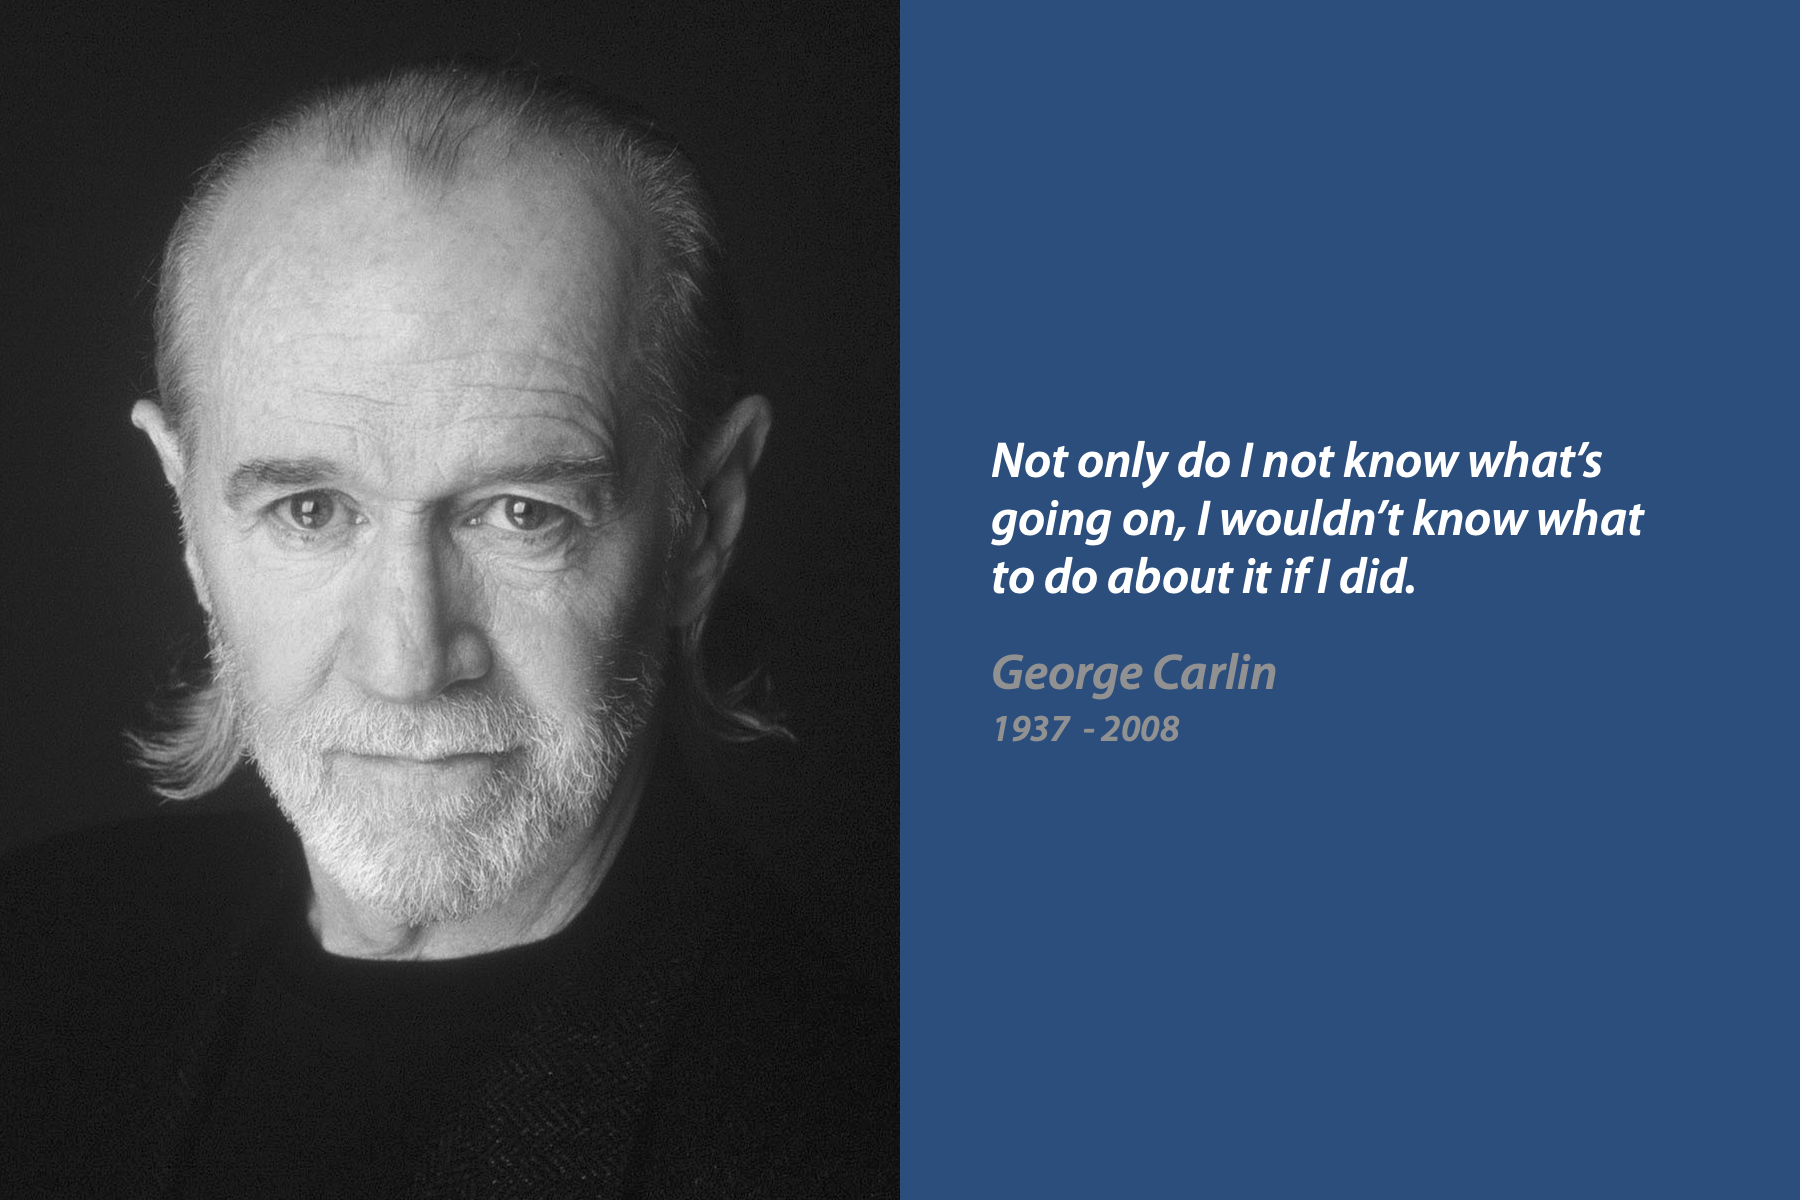 Not only do I not know what’s
going on, I wouldn’t know what
to do about it if I did.
George Carlin
1937 - 2008